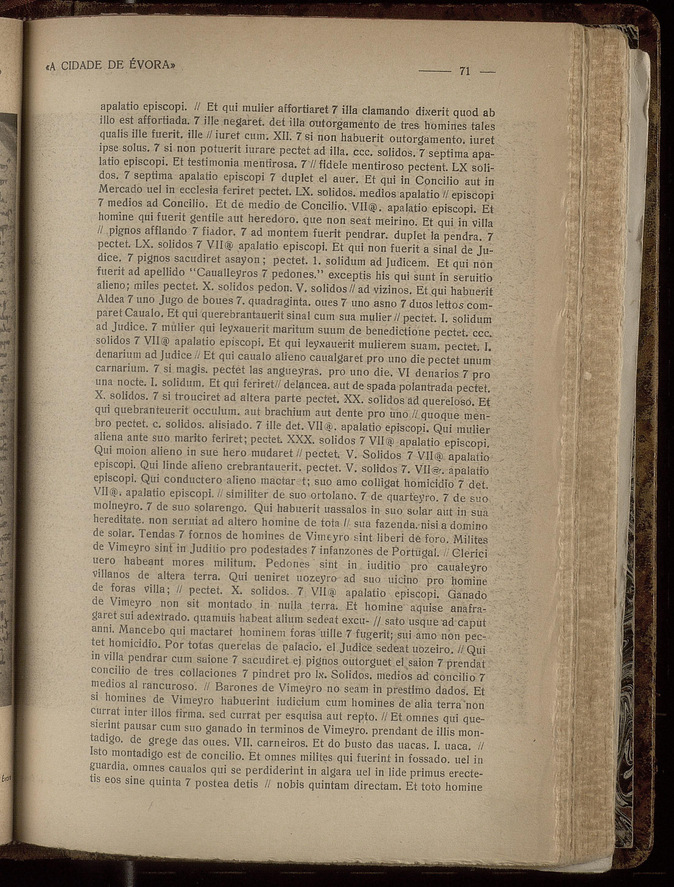 «A CIDADE DE ÉVORA»
71
apalatio episcopi. // Et qui mulier affortiaret 7 illa clamando dixerit quod ab
illo est affortiada. 7 ille negaret. det illa outorgamento de tres homines tales
qualis ille fuerit. ille // iuret cum. XII. 7 si non habuerit outorgamento. iuret
ipse solus. 7 si non potuerit iurare pectet ad illa. ccc. solidos. 7 septima apa-
latio episcopi. Et testimonia mentirosa. 7 // fidele mentiroso pectent. LX soli-
dos. 7 septima apalatio episcopi 7 duplet el auer. Et qui in Concilio aut in
Mercado uel in ecclesia feriret pectet. LX. solidos. medios apalatio // episcopi
7 medios ad Concilio. Et de medio de Concilio. VII@. apalatio episcopi. Et
homine qui fuerit gentile aut heredoro. que non seat meirino. Et qui in villa
// pignos afflando 7 fiador. 7 ad montem fuerit pendrar. duplet la pendra. 7
pectet. LX. solidos 7 VII@ apalatio episcopi. Et qui non fuerit a sinal de Ju-
dice. 7 pignos sacudiret asayon; pectet. 1. solidum ad Judicem. Et qui non
fuerit ad apellido "Caualleyros 7 pedones." exceptis his qui sunt in seruitio
alieno; miles pectet. X. solidos pedon. V. solidos // ad vizinos. Et qui habuerit
Aldea 7 uno Jugo de boues 7. quadraginta. oues 7 uno asno 7 duos lettos com-
paret Caualo. Et qui querebrantauerit sinal cum sua mulier // pectet. I. solidum
ad Judice. 7 mulier qui leyxauerit maritum suum de benedictione pectet. ccc.
solidos 7 VII@ apalatio episcopi. Et qui leyxauerit mulierem suam. pectet. I.
denarium ad Judice // Et qui caualo alieno caualgaret pro uno die pectet unum
carnarium. 7 si magis. pectet las angueyras. pro uno die. VI denarios 7 pro
una nocte. I. solidum. Et qui feriret // delancea. aut de spada polantrada pectet.
X. solidos. 7 si trouciret ad altera parte pectet. XX. solidos ad quereloso. Et
qui quebranteuerit occulum. aut brachium aut dente pro uno // quoque men-
bro pectet. c. solidos. alisiado. 7 ille det. VII@. apalatio episcopi. Qui mulier
aliena ante suo marito feriret; pectet. XXX. solidos 7 VII@ apalatio episcopi.
Qui moion alieno in sue hero mudaret // pectet. V. Solidos 7 VII@ apalatio
episcopi. Qui linde alieno crebrantauerit. pectet. V. solidos 7. VII@. apalatio
episcopi. Qui conductero alieno mactar t; suo amo colligat homicidio 7 det.
VII@. apalatio episcopi. // similiter de suo ortolano. 7 de quarteyro. 7 de suo
molneyro. 7 de suo solarengo. Qui habuerit uassalos in suo solar aut in sua
hereditate. non seruiat ad altero homine de tota // sua fazenda. nisi a domino
de solar. Tendas 7 fornos de homines de Vimeyro sint liberi de foro. Milites
de Vimeyro sint in Juditio pro podestades 7 infanzones de Portugal. // Clerici
uero habeant mores militum. Pedones sint in iuditio pro caualeyro
villanos de altera terra. Qui ueniret uozeyro ad suo uicino pro homine
de foras villa; // pectet. X. solidos. 7 VII@ apalatio episcopi. Ganado
de Vimeyro non sit montado in nulla terra. Et homine aquise anafra-
garet sui adextrado. quamuis habeat alium sedeat excu- // sato usque ad caput
anni. Mancebo qui mactaret hominem foras uille 7 fugerit; sui amo non pec-
tet homicidio. Por totas querelas de palacio. el Judice sedeat uozeiro. // Qui
in villa pendrar cum saione 7 sacudiret ej pignos outorguet el saion 7 prendat
concilio de tres collaciones 7 pindret pro lx. Solidos. medios ad concilio 7
medios al rancuroso. // Barones de Vimeyro no seam in prestimo dados. Et
si homines de Vimeyro habuerint iudicium cum homines de alia terra non
currat inter illos firma. sed currat per esquisa aut repto. // Et omnes qui que-
sierint pausar cum suo ganado in terminos de Vimeyro. prendant de illis mon-
tadigo. de grege das oues. VII. carneiros. Et do busto das uacas. I. uaca. //
Isto montadigo est de concilio. Et omnes milites qui fuerint in fossado. uel in
guardia. omnes caualos qui se perdiderint in algara uel in lide primus erecte-
tis eos sine quinta 7 postea detis // nobis quintam directam. Et toto homine